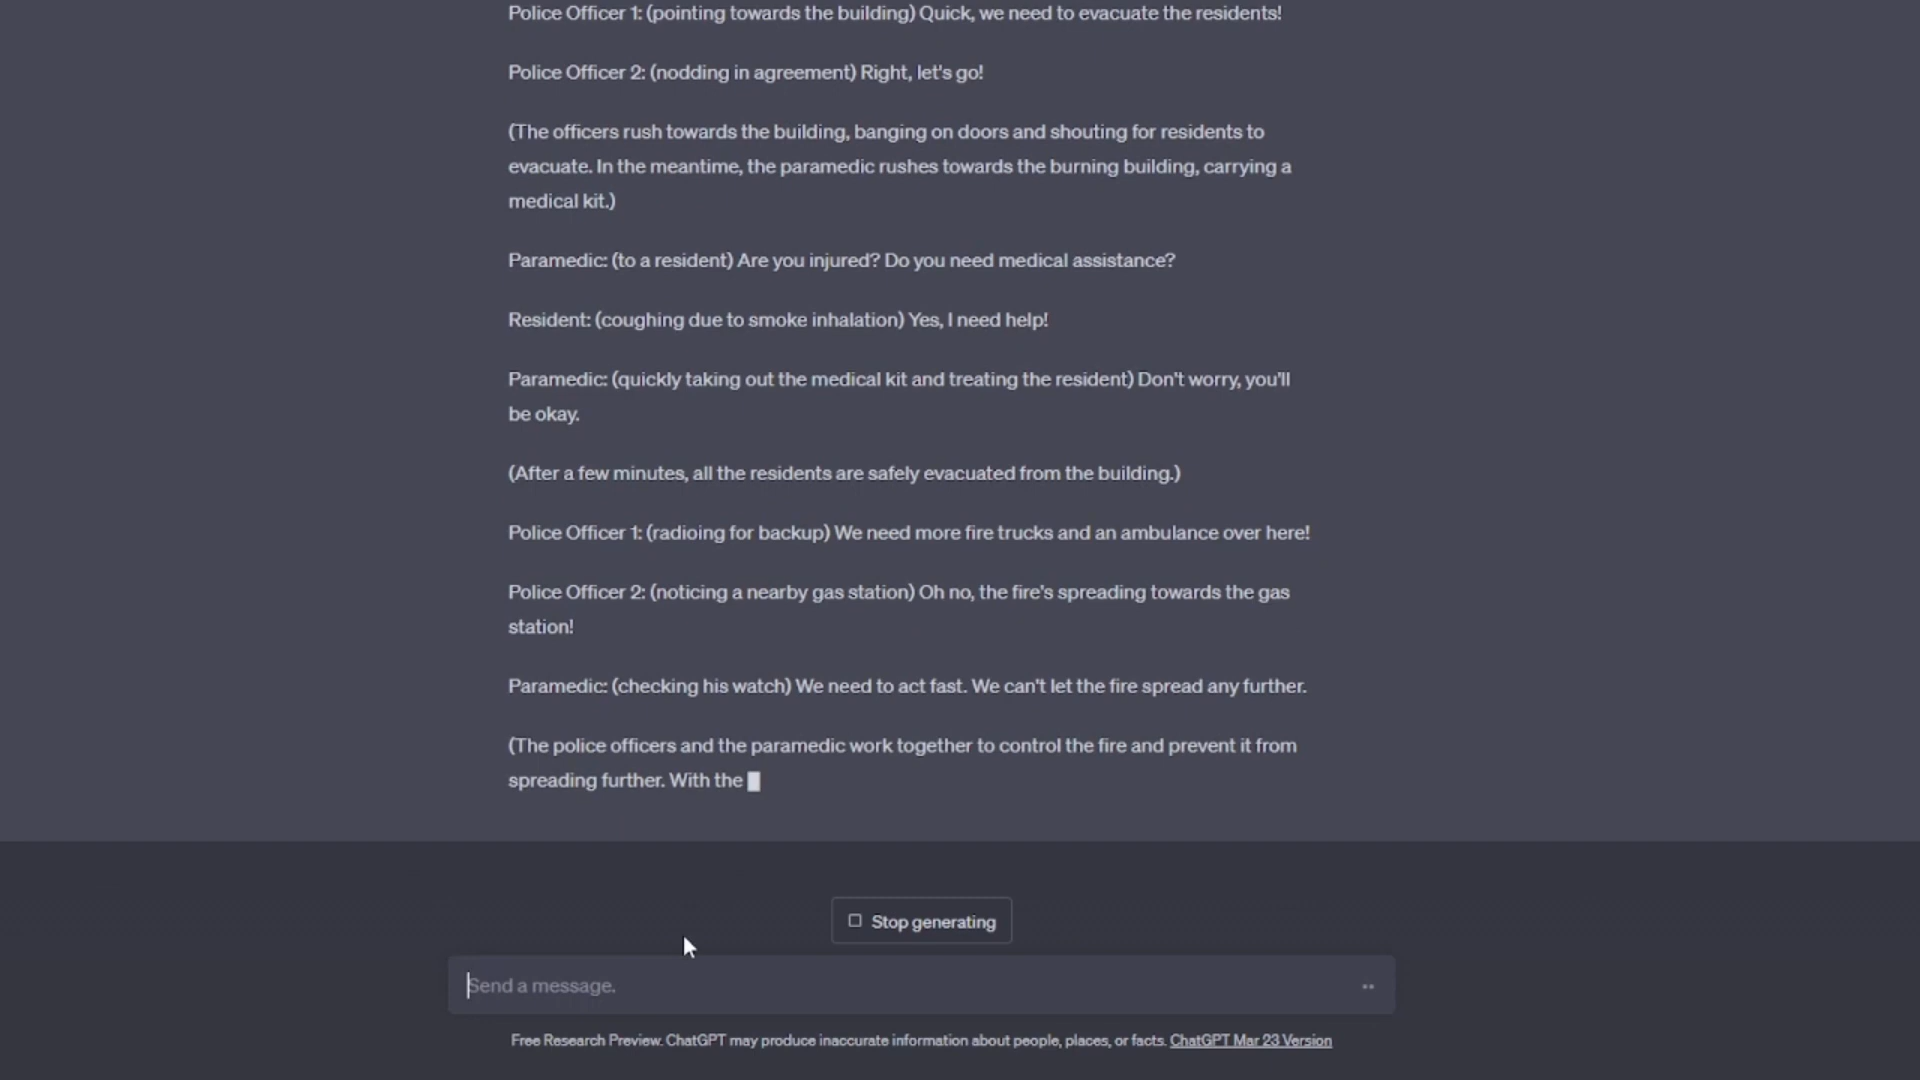 Police Officer 1: (pointing towards the building) Quick, we need to evacuate the residents!
Police Officer 2: (nodding in agreement) Right, let's go!
(The officers rush towards the building, banging on doors and shouting for residents to
evacuate. In the meantime, the paramedic rushes towards the burning building, carrying a
medical kit.)
Paramedic: (to a resident) Are you injured? Do you need medical assistance?
Resident: (coughing due to smoke inhalation) Yes, I need help!
Paramedic: (quickly taking out the medical kit and treating the resident) Don't worry, you'll
be okay.
(After a few minutes, all the residents are safely evacuated from the building.)
Police Officer 1: (radioing for backup) We need more fire trucks and an ambulance over here!
Police Officer 2: (noticing a nearby gas station) Oh no, the fire's spreading towards the gas
station!
Paramedic: (checking his watch) We need to act fast. We can't let the fire spread any further.
(The police officers and the paramedic work together to control the fire and prevent it from
spreading further. With the
Stop generating
Send a message.
Free Research Preview. ChatGPT may produce inaccurate information about people, places, or facts. ChatGPT Mar 23 Version